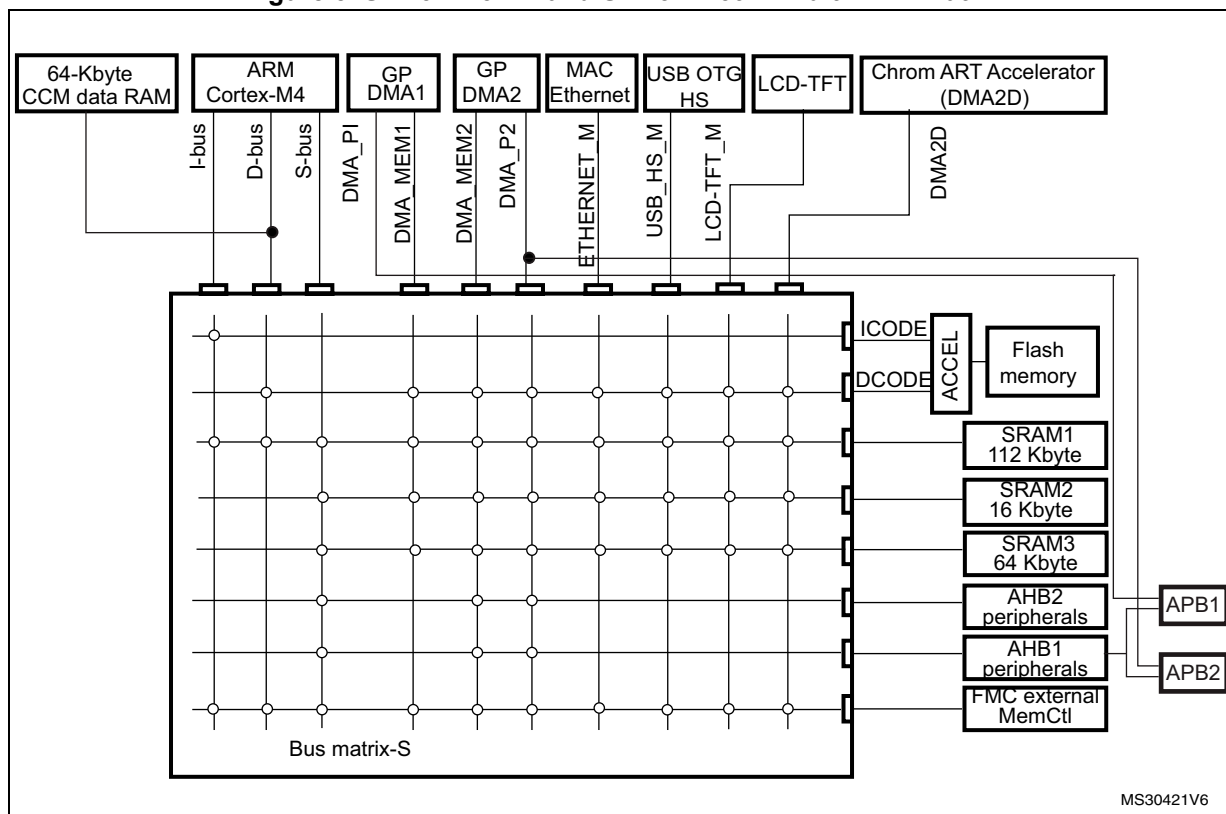 64-Kbyte
CCM data RAM
ARM
Cortex-M4
GP
DMA1
GP
DMA2
MAC
Ethernet
USB OTG
HS
LCD-TFT
Chrom ART Accelerator
(DMA2D)
I-bus
D-bus
S-bus
DMA_PI
DMA_MEM1
DMA_MEM2
DMA_P2
ETHERNET_M
USB_HS_M
LCD-TFT_M
DMA2D
ICODE
DCODE
ACCEL
Flash
memory
SRAM1
112 Kbyte
SRAM2
16 Kbyte
SRAM3
64 Kbyte
AHB2
peripherals
AHB1
peripherals
FMC external
MemCtl
APB1
APB2
Bus matrix-S
MS30421V6